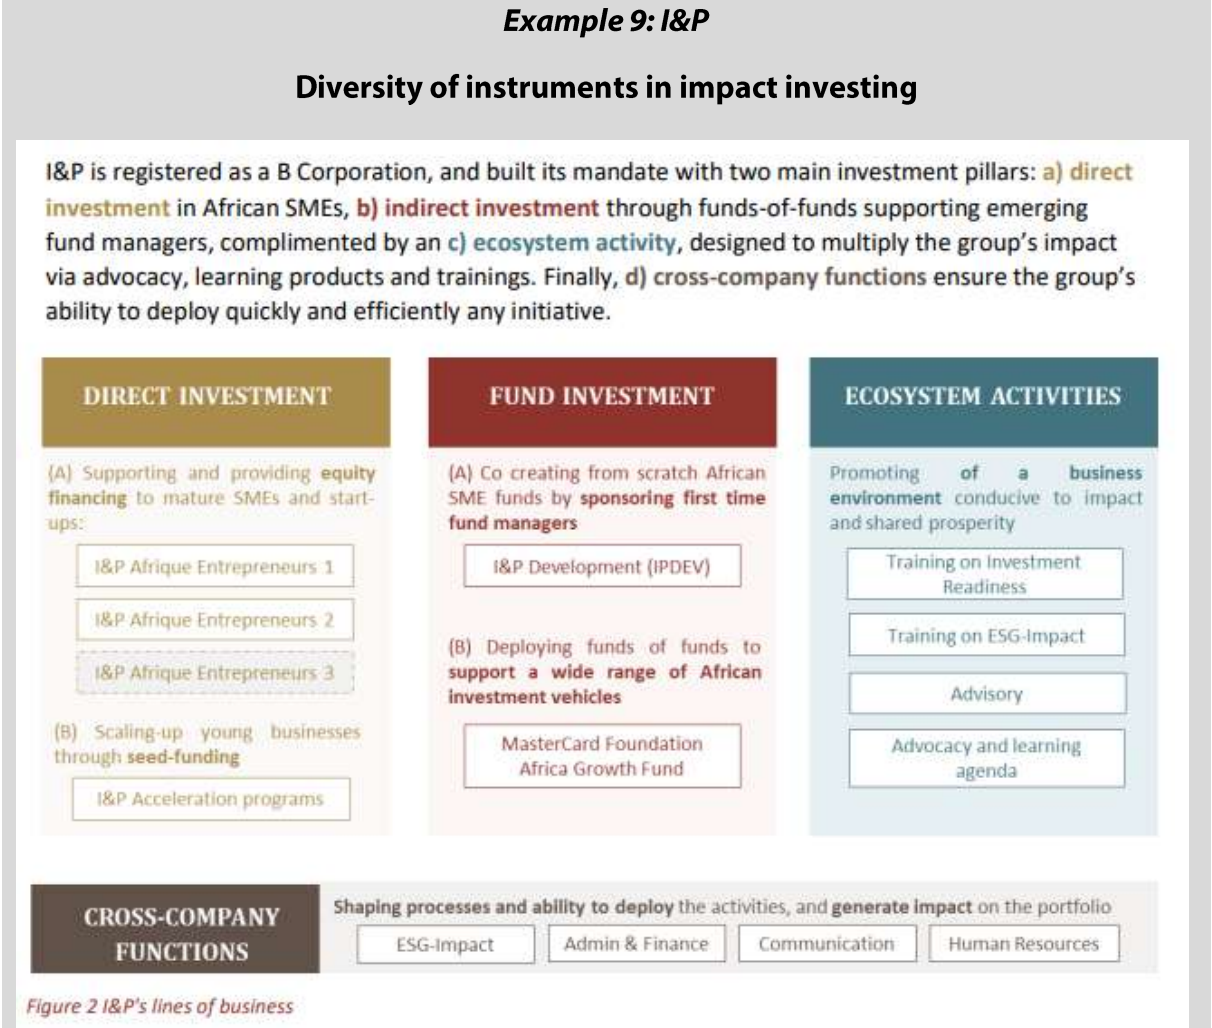 Example 9: I&P
Diversity of instruments in impact investing
I&P is registered as a B Corporation, and built its mandate with two main investment pillars: a) direct
investment in African SMEs, b) indirect investment through funds-of-funds supporting emerging
fund managers, complimented by an c) ecosystem activity, designed to multiply the group's impact
via advocacy, learning products and trainings. Finally, d) cross-company functions ensure the group's
ability to deploy quickly and efficiently any initiative.
DIRECT INVESTMENT
(A) Supporting and providing equity
financing to mature SMEs and start-
ups:
I&P Afrique Entrepreneurs 1
I&P Afrique Entrepreneurs 2
I&P Afrique Entrepreneurs 3
(B) Scaling-up young businesses
through seed-funding
I&P Acceleration programs
FUND INVESTMENT
(A) Co creating from scratch African
SME funds by sponsoring first time
fund managers
I&P Development (IPDEV)
(B) Deploying funds of funds to
support a wide range of African
investment vehicles
MasterCard Foundation
Africa Growth Fund
ECOSYSTEM ACTIVITIES
Promoting of a business
environment conducive to impact
and shared prosperity
Training on Investment
Readiness
Training on ESG-Impact
Advisory
Advocacy and learning
agenda
CROSS-COMPANY
FUNCTIONS
Shaping processes and ability to deploy the activities, and generate impact on the portfolio
ESG-Impact
Admin & Finance
Communication
Human Resources
Figure 2 I&P's lines of business